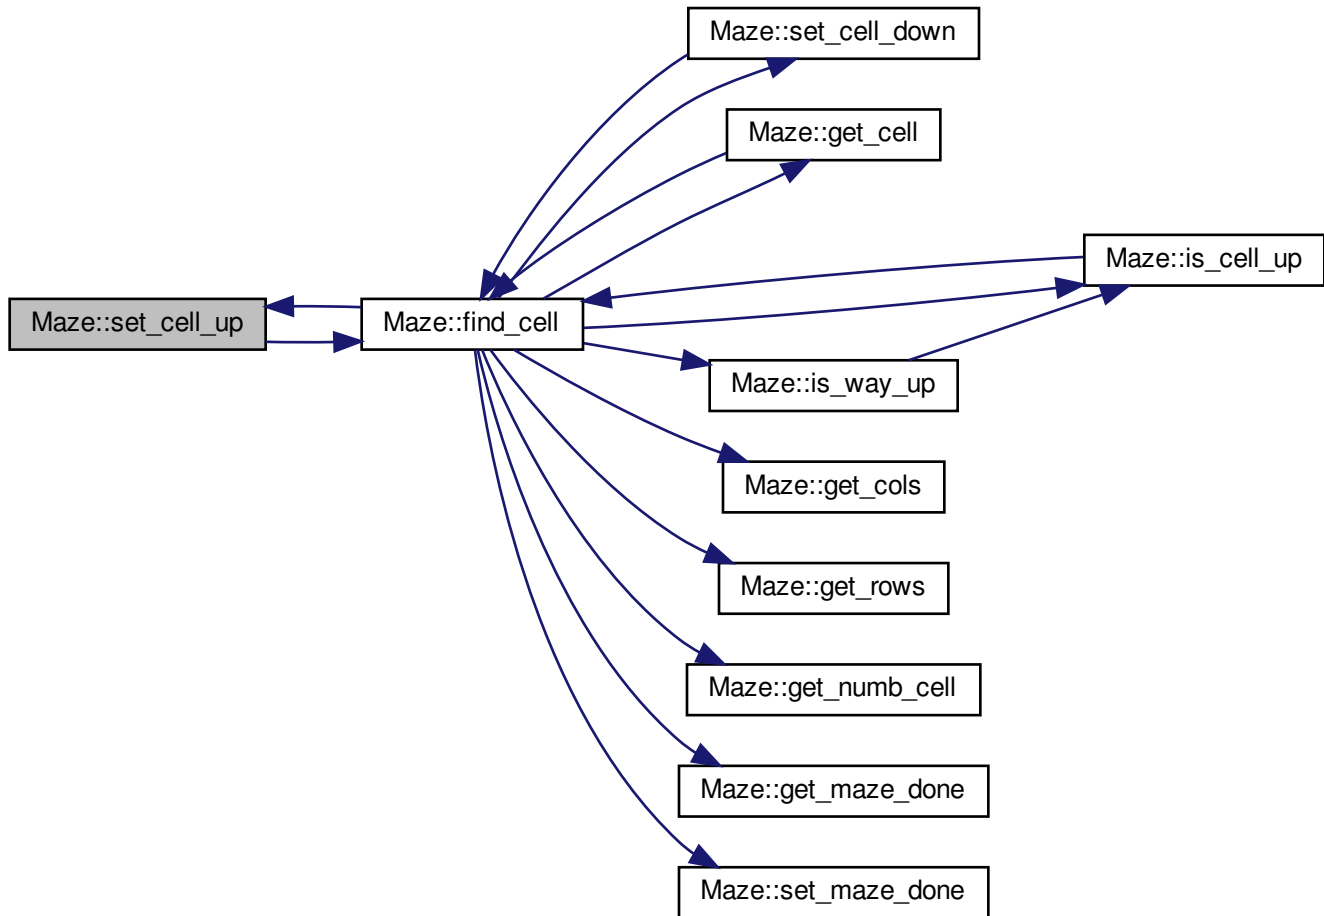 Maze::set_cell_down
Maze::get_cell
Maze::is_cell_up
Maze::set_cell_up
Maze::find_cell
Maze::is_way_up
Maze::get_cols
Maze::get_rows
Maze::get_numb_cell
Maze::get_maze_done
Maze::set_maze_done